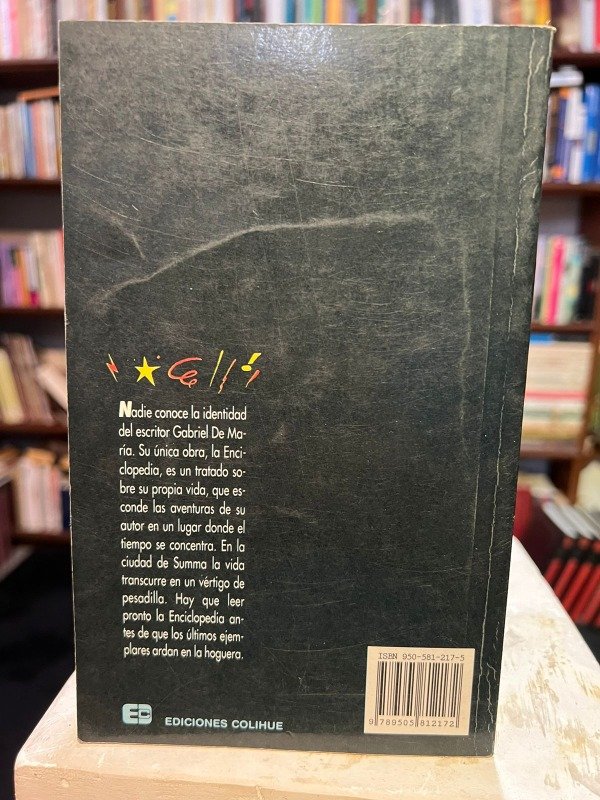 Nadie conoce la identidad
del escritor Gabriel De Ma-
ría. Su única obra, la Enci-
clopedia, es un tratado so-
bre su propia vida, que es-
conde las aventuras de su
autor en un lugar donde el
tiempo se concentra. En la
ciudad de Summa la vida
transcurre en un vértigo de
pesadilla. Hay que leer
pronto la Enciclopedia an-
tes de que los últimos ejem-
plares ardan en la hoguera.
ISBN 950-581-217-5
9 789505 812172
EC EDICIONES COLIHUE